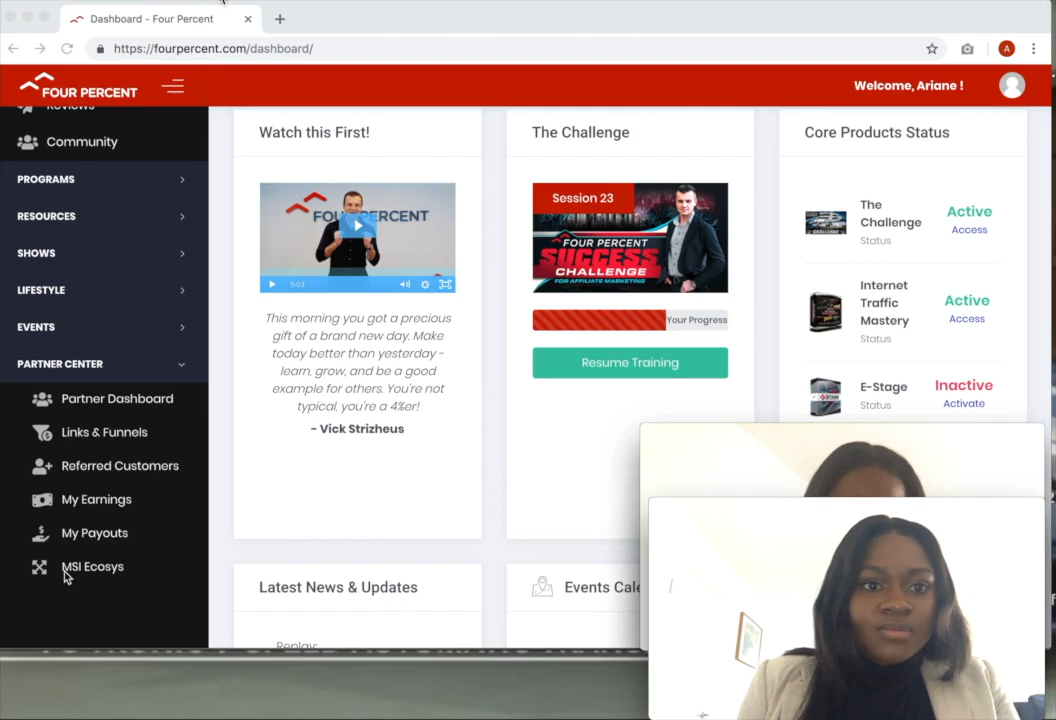 Dashboard - Four Percent
https://fourpercent.com/dashboard/
A
FOUR PERCENT
Welcome, Ariane !
Reviews
Community
PROGRAMS
RESOURCES
SHOWS
LIFESTYLE
EVENTS
PARTNER CENTER
Partner Dashboard
Links & Funnels
Referred Customers
My Earnings
My Payouts
MSI Ecosys
Watch this First!
FOUR PERCENT
5:03
This morning you got a precious
gift of a brand new day. Make
today better than yesterday -
learn, grow, and be a good
example for others. You're not
typical, you're a 4%er!
- Vick Strizheus
The Challenge
Session 23
FOUR PERCENT
SUCCESS
CHALLENGE
FOR AFFILIATE MARKETING
Your Progress
Resume Training
Core Products Status
The
Challenge
Status
Active
Access
Internet
Traffic
Mastery
Status
Active
Access
E-Stage
Status
Inactive
Activate
Latest News & Updates
Replay:
Events Cale